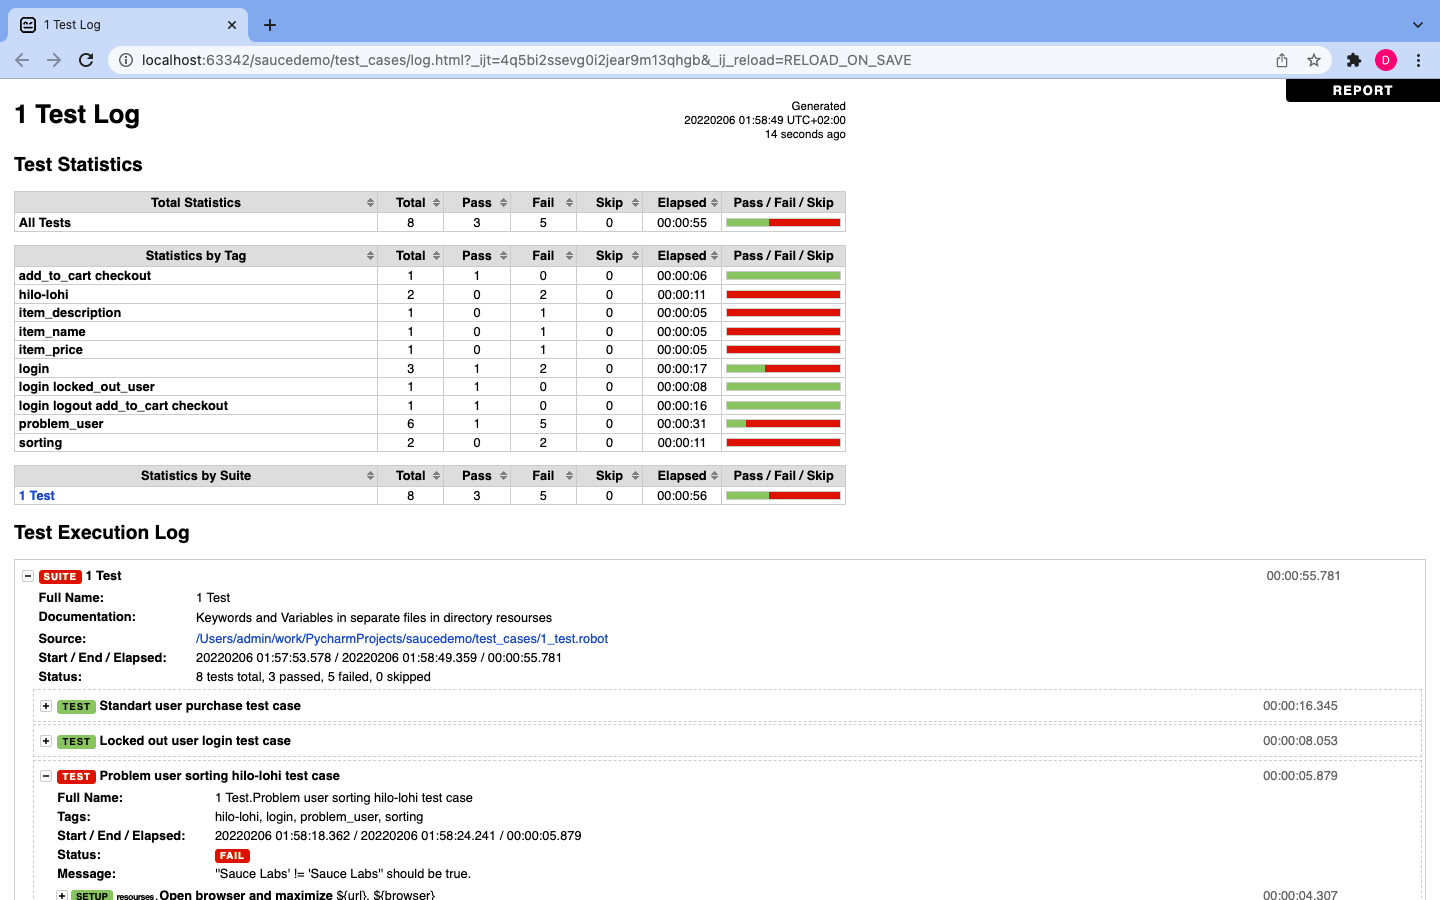 1 Test Log
localhost:63342/saucedemo/test_cases/log.html?_ijt=4q5bi2ssevg0i2jear9m13qhgb&_ij_reload=RELOAD_ON_SAVE
D
REPORT
1 Test Log
Generated
20220206 01:58:49 UTC+02:00
14 seconds ago
Test Statistics
Total Statistics Total Pass Fail Skip Elapsed Pass / Fail / Skip
All Tests 8 3 5 0 00:00:55
Statistics by Tag Total Pass Fail Skip Elapsed Pass / Fail / Skip
add_to_cart checkout 1 1 0 0 00:00:06
hilo-lohi 2 0 2 0 00:00:11
item_description 1 0 1 0 00:00:05
item_name 1 0 1 0 00:00:05
item_price 1 0 1 0 00:00:05
login 3 1 2 0 00:00:17
login locked_out_user 1 1 0 0 00:00:08
login logout add_to_cart checkout 1 1 0 0 00:00:16
problem_user 6 1 5 0 00:00:31
sorting 2 0 2 0 00:00:11
Statistics by Suite Total Pass Fail Skip Elapsed Pass / Fail / Skip
1 Test 8 3 5 0 00:00:56
Test Execution Log
SUITE 1 Test 00:00:55.781
Full Name: 1 Test
Documentation: Keywords and Variables in separate files in directory resourses
Source: /Users/admin/work/PycharmProjects/saucedemo/test_cases/1_test.robot
Start / End / Elapsed: 20220206 01:57:53.578 / 20220206 01:58:49.359 / 00:00:55.781
Status: 8 tests total, 3 passed, 5 failed, 0 skipped
TEST Standart user purchase test case 00:00:16.345
TEST Locked out user login test case 00:00:08.053
TEST Problem user sorting hilo-lohi test case 00:00:05.879
Full Name: 1 Test.Problem user sorting hilo-lohi test case
Tags: hilo-lohi, login, problem_user, sorting
Start / End / Elapsed: 20220206 01:58:18.362 / 20220206 01:58:24.241 / 00:00:05.879
Status: FAIL
Message: "Sauce Labs' != 'Sauce Labs" should be true.
SETUP resourses.Open browser and maximize ${url}, ${browser} 00:00:04.307